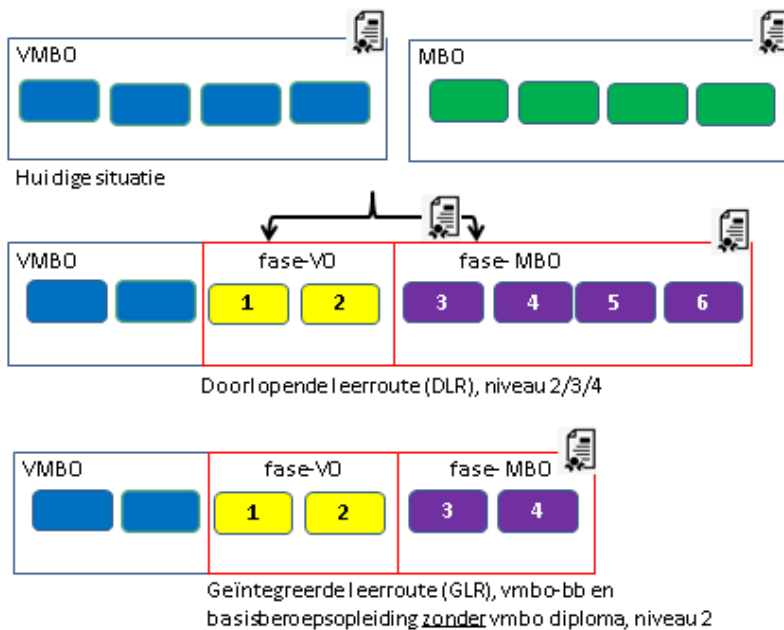 VMBO
MBO
Huidige situatie
VMBO
fase-VO
fase- MBO
1
2
3
4
5
6
Doorlopende leerroute (DLR), niveau 2/3/4
VMBO
fase-VO
fase- MBO
1
2
3
4
Geïntegreerde leerroute (GLR), vmbo-bb en
basisberoepsopleiding zonder vmbo diploma, niveau 2